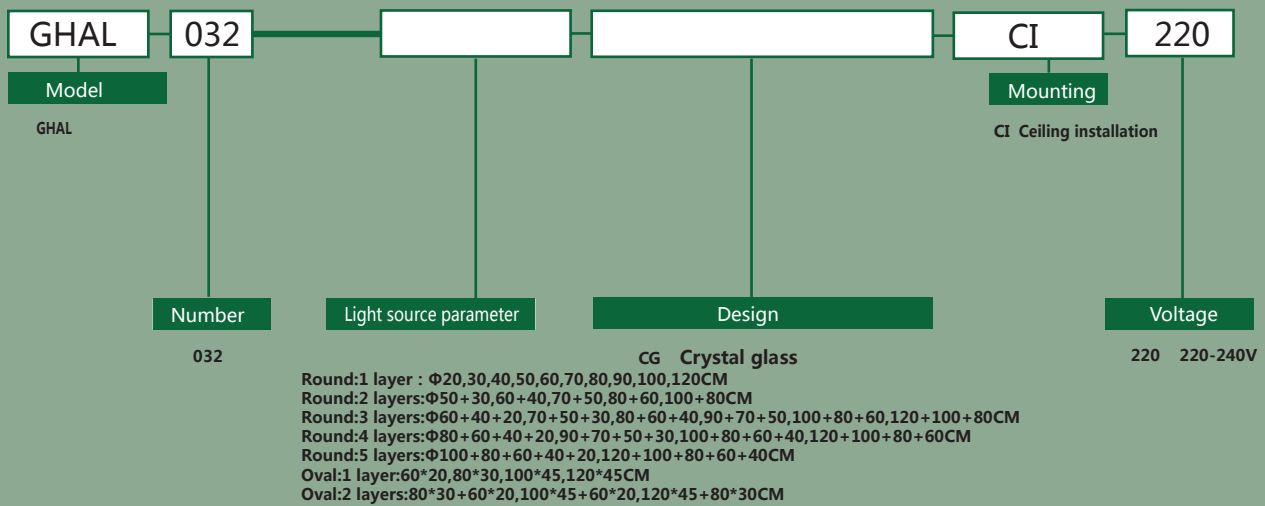 GHAL 032 CI 220
Model Mounting
GHAL CI Ceiling installation
Number Light source parameter Design Voltage
032 CG Crystal glass 220 220-240V
Round:1 layer : Φ20,30,40,50,60,70,80,90,100,120CM
Round:2 layers:Φ50+30,60+40,70+50,80+60,100+80CM
Round:3 layers:Φ60+40+20,70+50+30,80+60+40,90+70+50,100+80+60,120+100+80CM
Round:4 layers:Φ80+60+40+20,90+70+50+30,100+80+60+40,120+100+80+60CM
Round:5 layers:Φ100+80+60+40+20,120+100+80+60+40CM
Oval:1 layer:60*20,80*30,100*45,120*45CM
Oval:2 layers:80*30+60*20,100*45+60*20,120*45+80*30CM